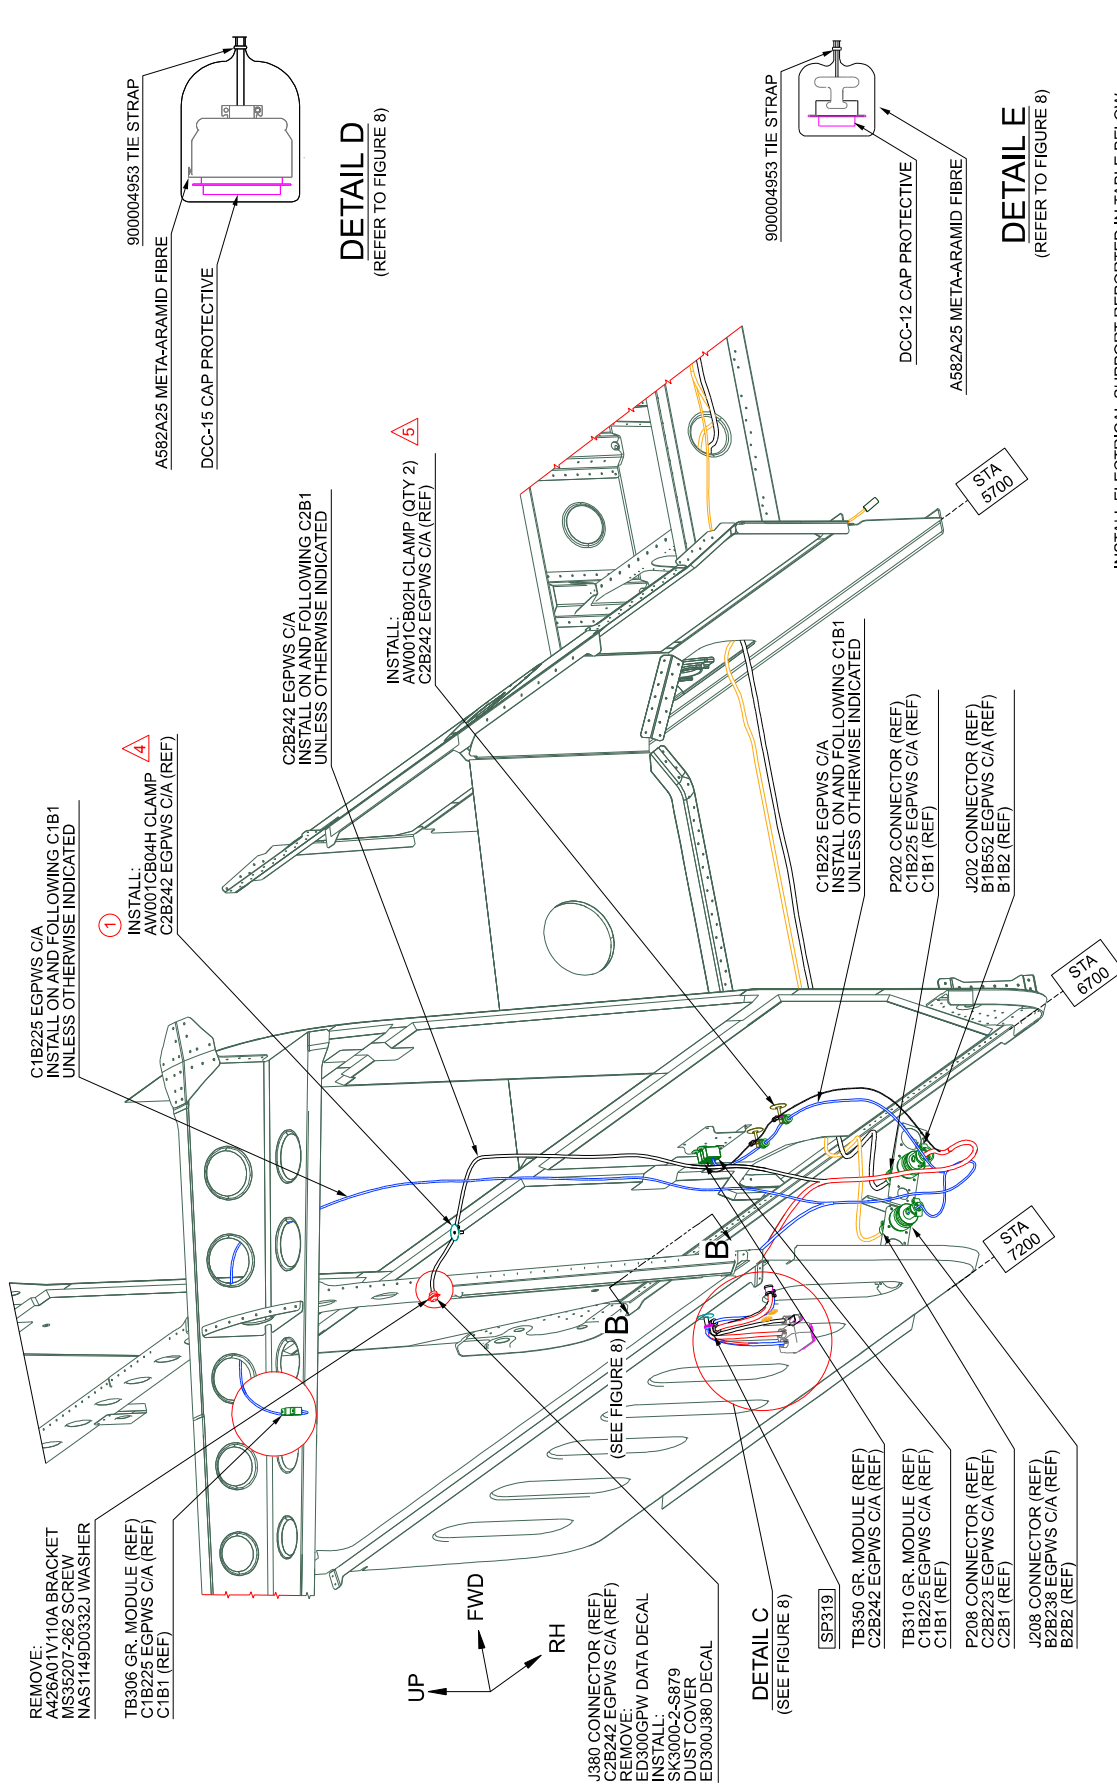 900004953 TIE STRAP
A582A25 META-ARAMID FIBRE
DCC-15 CAP PROTECTIVE
DETAIL D
(REFER TO FIGURE 8)
900004953 TIE STRAP
DCC-12 CAP PROTECTIVE
A582A25 META-ARAMID FIBRE
DETAIL E
(REFER TO FIGURE 8)
INSTALL ELECTRICAL SUPPORT REPORTED IN TABLE BELOW
C1B225 EGPWS C/A
INSTALL ON AND FOLLOWING C1B1
UNLESS OTHERWISE INDICATED
1
INSTALL:
AW001CB04H CLAMP
C2B242 EGPWS C/A (REF)
4
C2B242 EGPWS C/A
INSTALL ON AND FOLLOWING C2B1
UNLESS OTHERWISE INDICATED
INSTALL:
AW001CB02H CLAMP (QTY 2)
C2B242 EGPWS C/A (REF)
5
STA
5700
C1B225 EGPWS C/A
INSTALL ON AND FOLLOWING C1B1
UNLESS OTHERWISE INDICATED
P202 CONNECTOR (REF)
C1B225 EGPWS C/A (REF)
C1B1 (REF)
J202 CONNECTOR (REF)
B1B552 EGPWS C/A (REF)
B1B2 (REF)
STA
6700
STA
7200
B
B
(SEE FIGURE 8)
REMOVE:
A426A01V110A BRACKET
MS35207-262 SCREW
NAS1149D0332J WASHER
TB306 GR. MODULE (REF)
C1B225 EGPWS C/A (REF)
C1B1 (REF)
UP
FWD
RH
J380 CONNECTOR (REF)
C2B242 EGPWS C/A (REF)
REMOVE:
ED300GPW DATA DECAL
INSTALL:
SK3000-2-S879
DUST COVER
ED300J380 DECAL
DETAIL C
(SEE FIGURE 8)
SP319
TB350 GR. MODULE (REF)
C2B242 EGPWS C/A (REF)
TB310 GR. MODULE (REF)
C1B225 EGPWS C/A (REF)
C1B1 (REF)
P208 CONNECTOR (REF)
C2B223 EGPWS C/A (REF)
C2B1 (REF)
J208 CONNECTOR (REF)
B2B238 EGPWS C/A (REF)
B2B2 (REF)